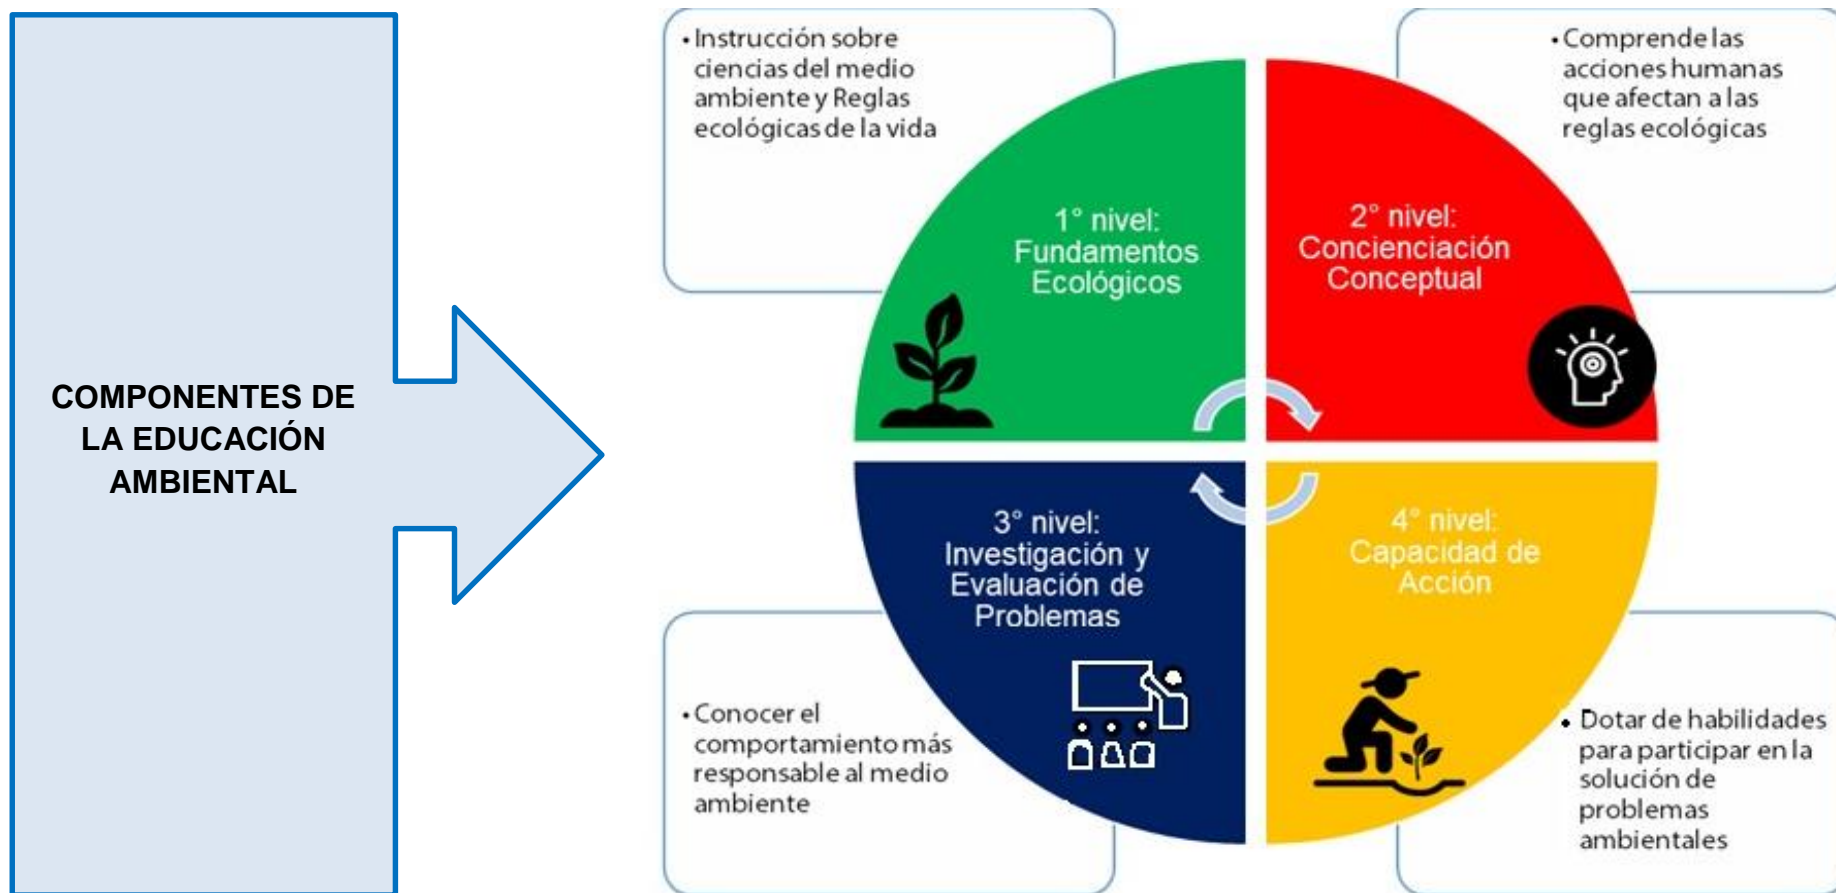 COMPONENTES DE
LA EDUCACIÓN
AMBIENTAL
• Instrucción sobre
ciencias del medio
ambiente y Reglas
ecológicas de la vida
1° nivel:
Fundamentos
Ecológicos
• Comprende las
acciones humanas
que afectan a las
reglas ecológicas
2° nivel:
Concienciación
Conceptual
3° nivel:
Investigación y
Evaluación de
Problemas
• Conocer el
comportamiento más
responsable al medio
ambiente
4° nivel:
Capacidad de
Acción
• Dotar de habilidades
para participar en la
solución de
problemas
ambientales